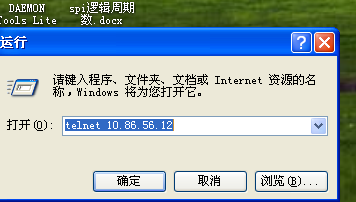 DAEMON
Tools Lite
spi逻辑周期
数.docx
运行
请键入程序、文件夹、文档或 Internet 资源的名
称，Windows 将为您打开它。
打开(O):
telnet 10.86.56.12
确定
取消
浏览(B)...